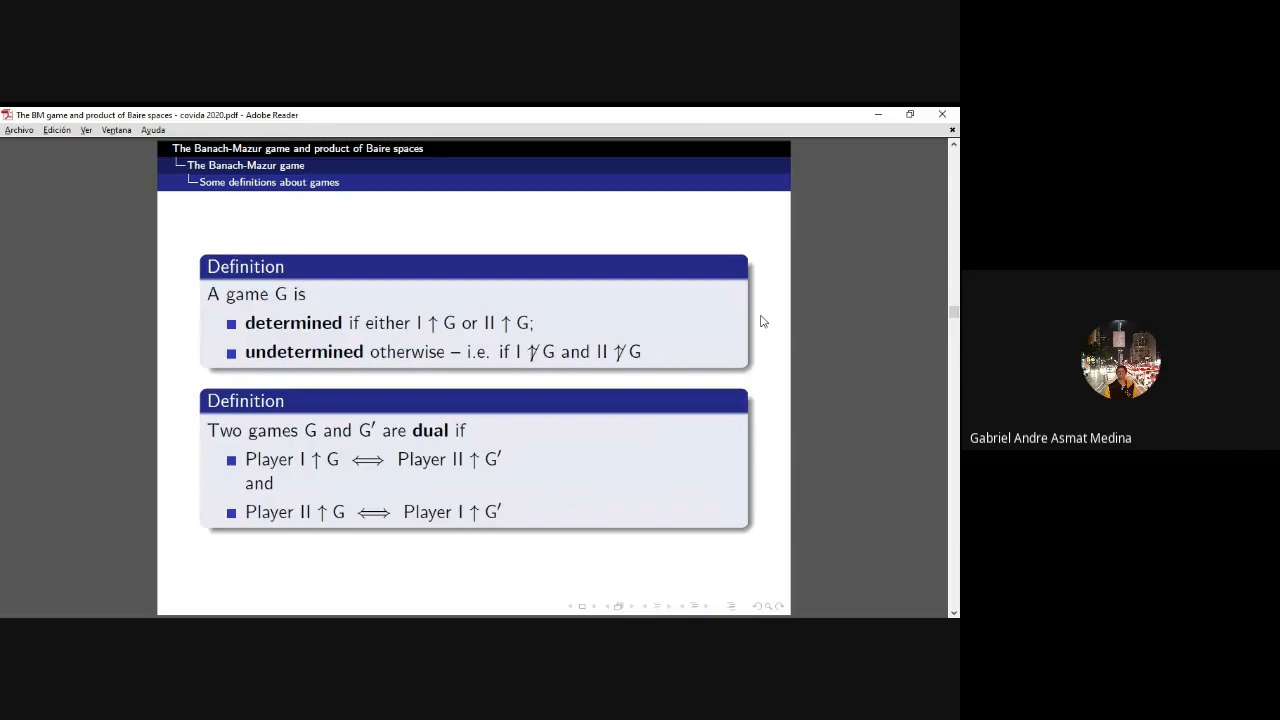 The BM game and product of Baire spaces - covida 2020.pdf - Adobe Reader
Archivo Edición Ver Ventana Ayuda
The Banach-Mazur game and product of Baire spaces
The Banach-Mazur game
Some definitions about games
Definition
A game G is
determined if either I ↑ G or II ↑ G;
undetermined otherwise – i.e. if I ↑̸ G and II ↑̸ G
Definition
Two games G and G′ are dual if
Player I ↑ G ⟺ Player II ↑ G′
and
Player II ↑ G ⟺ Player I ↑ G′
Gabriel Andre Asmat Medina